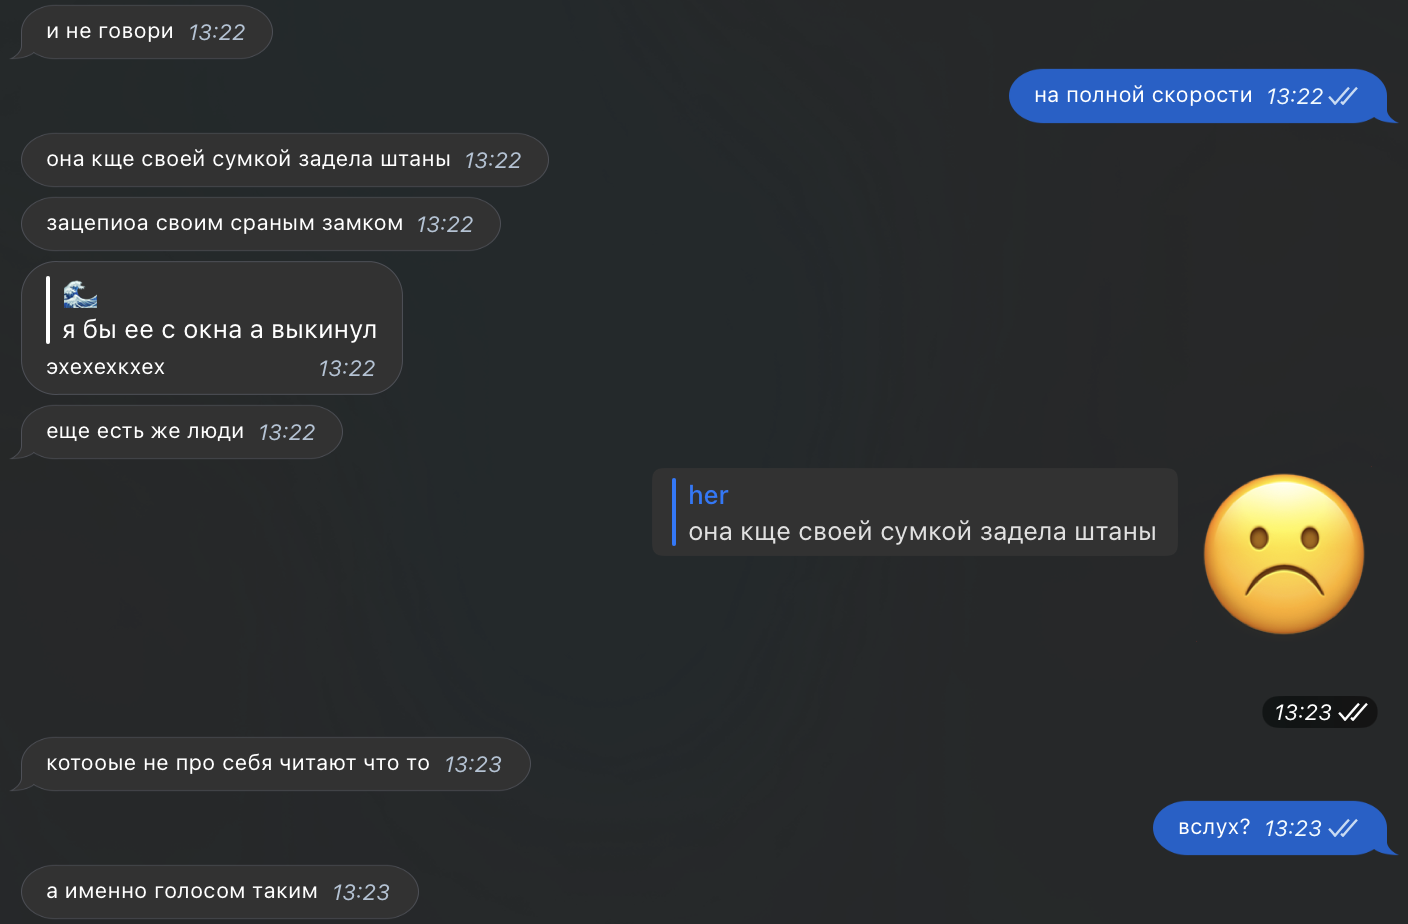 и не говори 13:22
на полной скорости 13:22
она кще своей сумкой задела штаны 13:22
зацепиоа своим сраным замком 13:22
🌊
я бы ее с окна а выкинул
эхехехкхех 13:22
еще есть же люди 13:22
her
она кще своей сумкой задела штаны
13:23
котооые не про себя читают что то 13:23
вслух? 13:23
а именно голосом таким 13:23